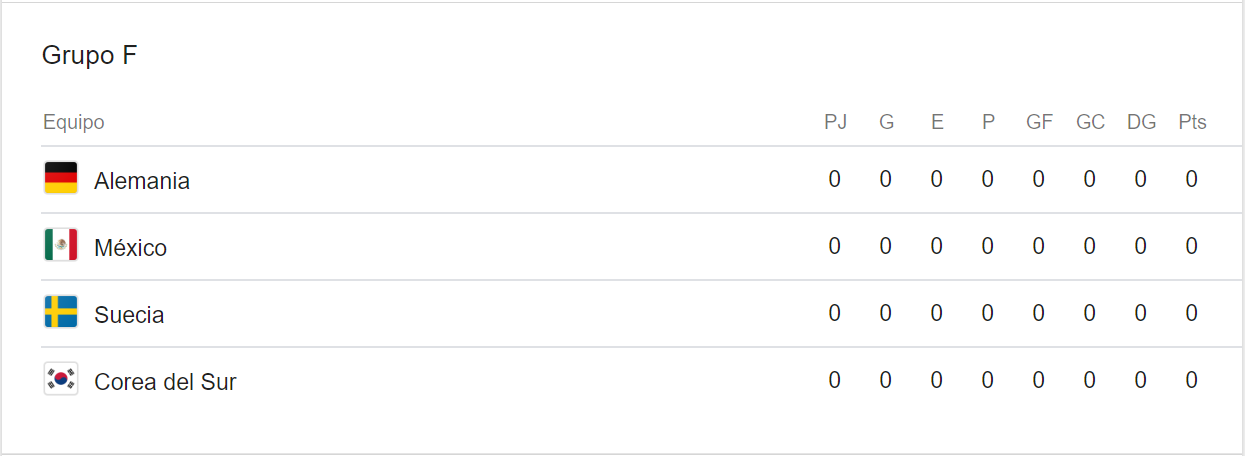 Grupo F
Equipo PJ G E P GF GC DG Pts
Alemania 0 0 0 0 0 0 0 0
México 0 0 0 0 0 0 0 0
Suecia 0 0 0 0 0 0 0 0
Corea del Sur 0 0 0 0 0 0 0 0